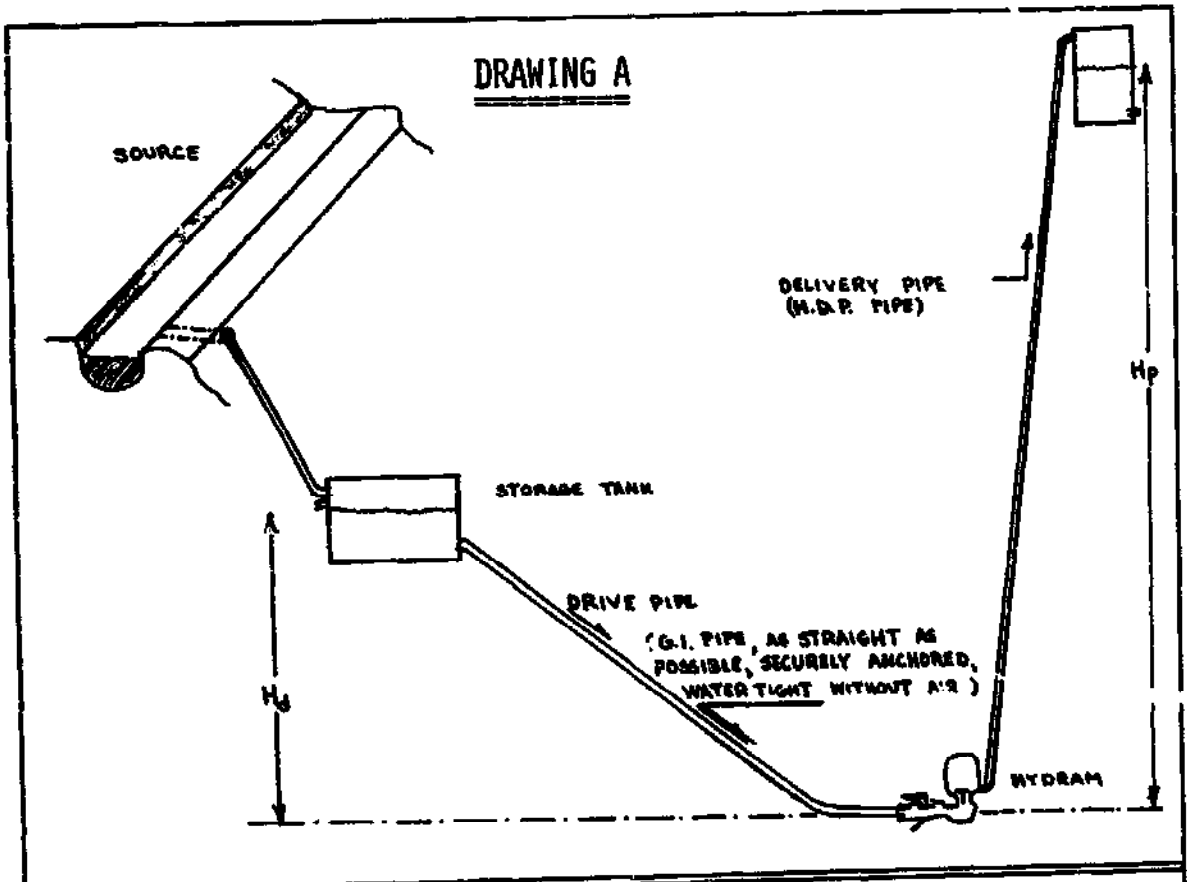 DRAWING A
SOURCE
DELIVERY PIPE
(H.D.P. PIPE)
Hp
STORAGE TANK
DRIVE PIPE
(G.I. PIPE, AS STRAIGHT AS
POSSIBLE, SECURELY ANCHORED,
WATER TIGHT WITHOUT AIR)
Hd
HYDRAM